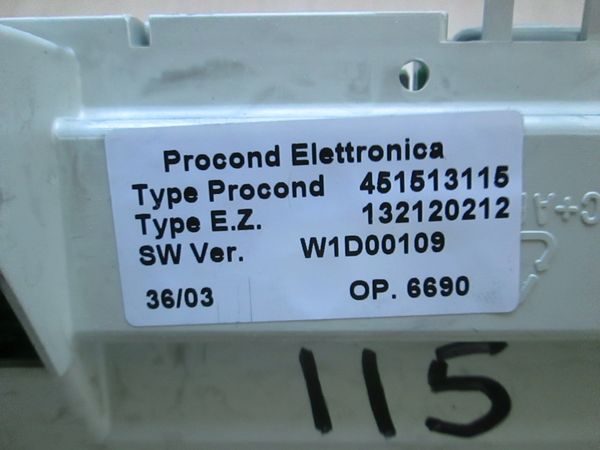 Procond Elettronica
Type Procond 451513115
Type E.Z. 132120212
SW Ver. W1D00109
36/03 OP. 6690
115